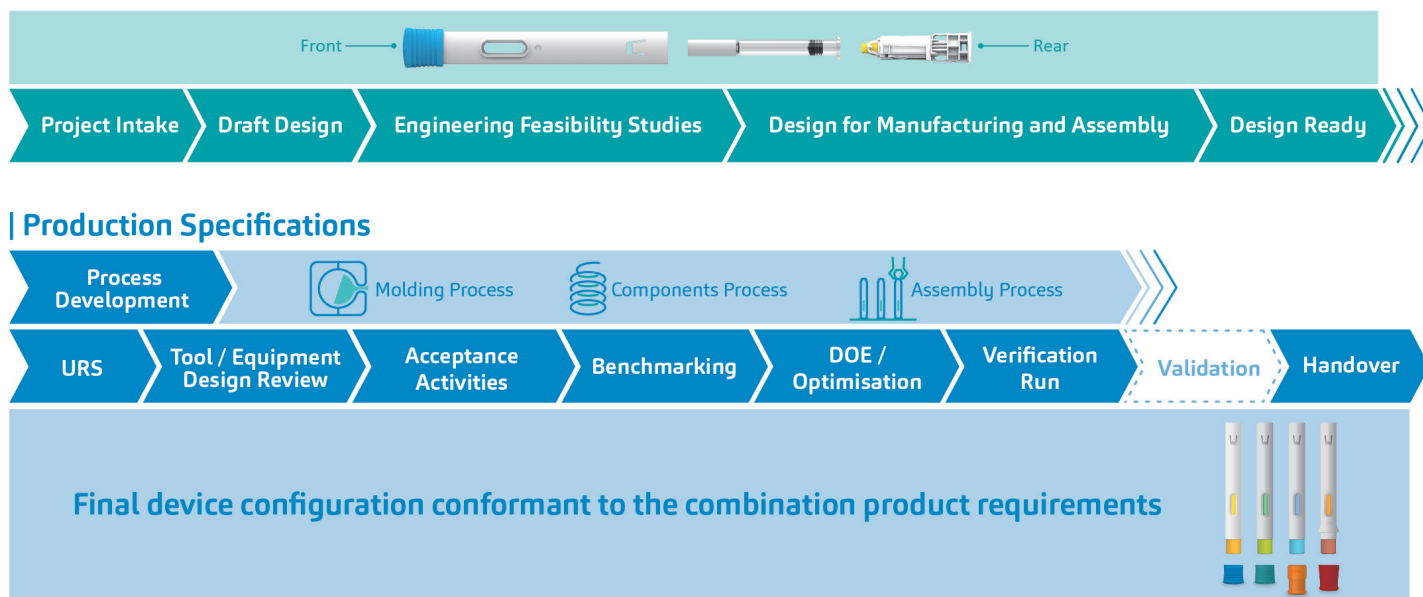 Front
Rear
Project Intake
Draft Design
Engineering Feasibility Studies
Design for Manufacturing and Assembly
Design Ready
| Production Specifications
Process
Development
Molding Process
Components Process
Assembly Process
URS
Tool / Equipment
Design Review
Acceptance
Activities
Benchmarking
DOE /
Optimisation
Verification
Run
Validation
Handover
Final device configuration conformant to the combination product requirements